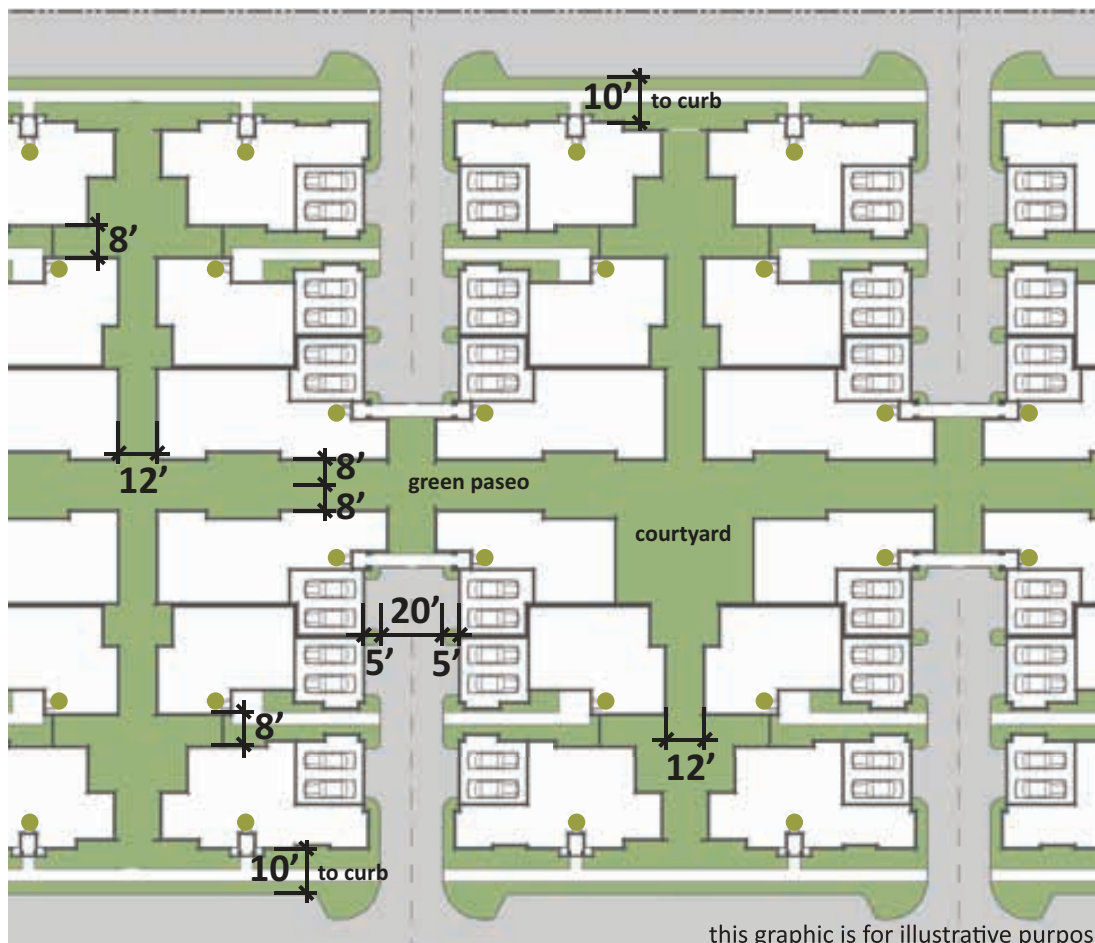 10’ to curb
8’
12’
8’
green paseo
8’
courtyard
20’
5’ 5’
8’
12’
10’ to curb
this graphic is for illustrative